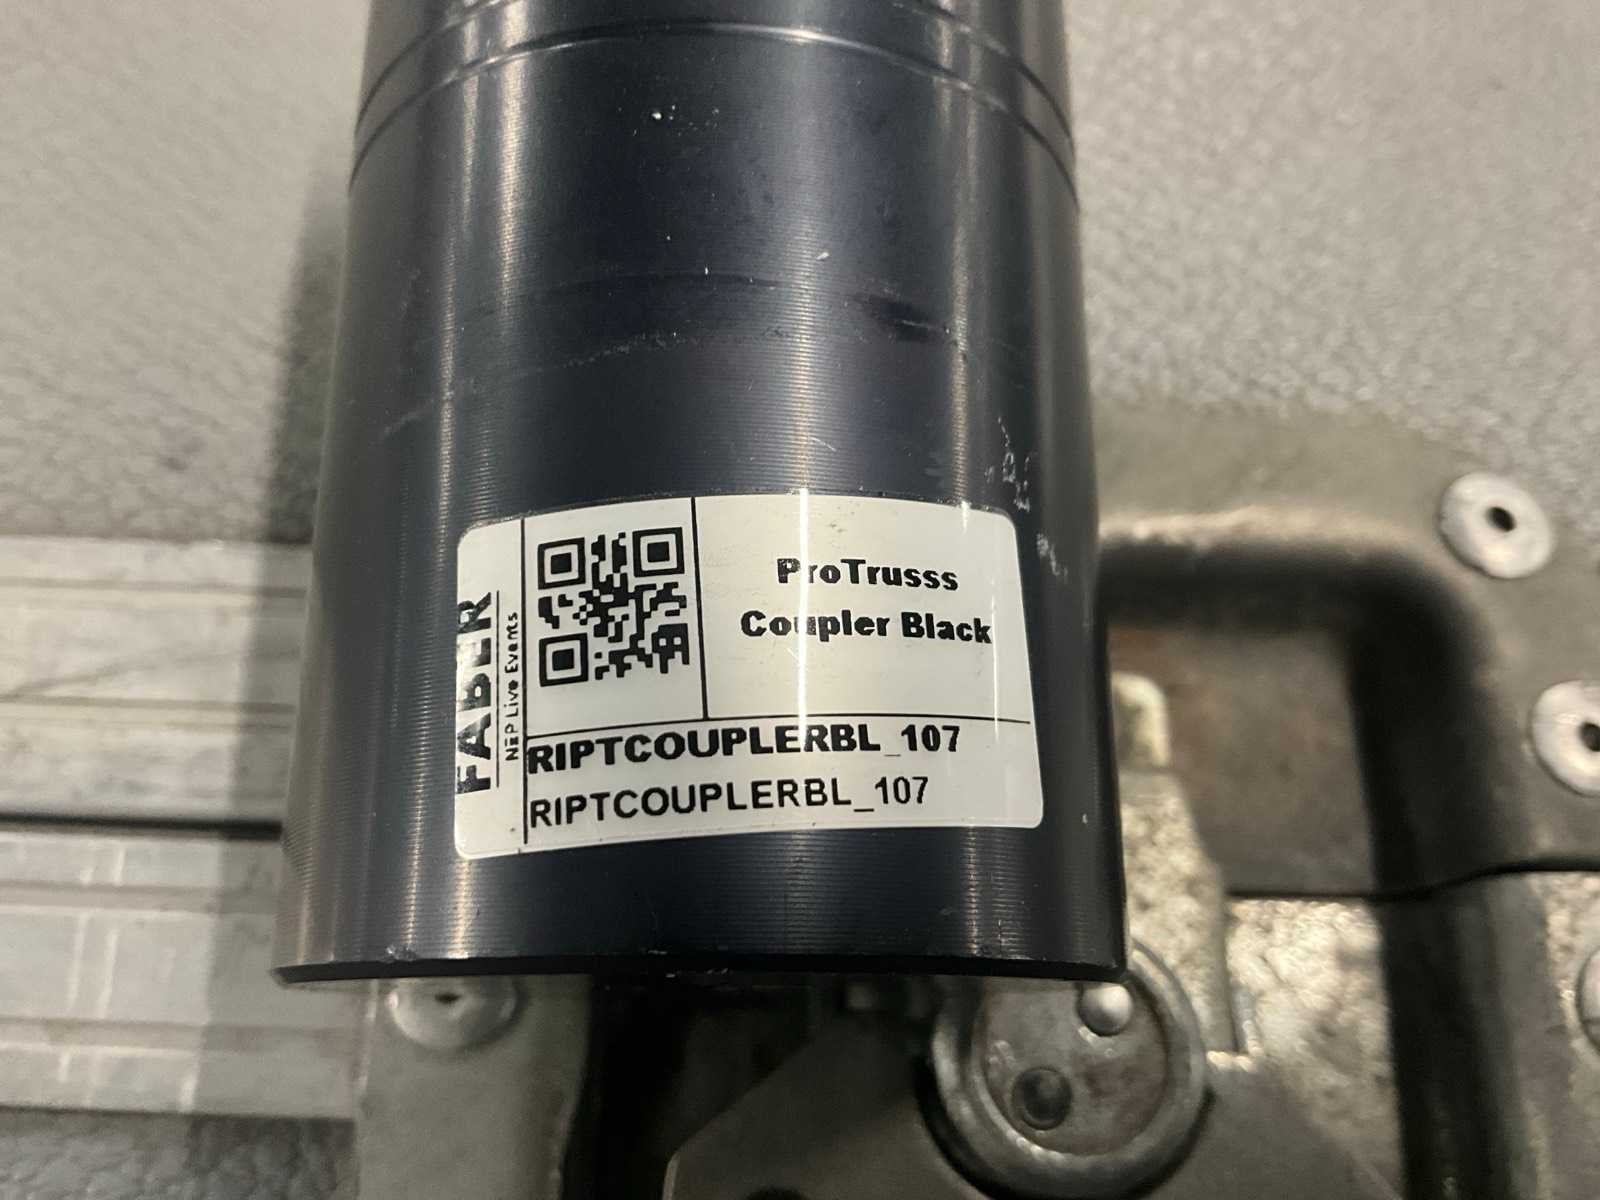 FABER
NEP Live Events
ProTrusss
Coupler Black
RIPTCOUPLERBL_107
RIPTCOUPLERBL_107